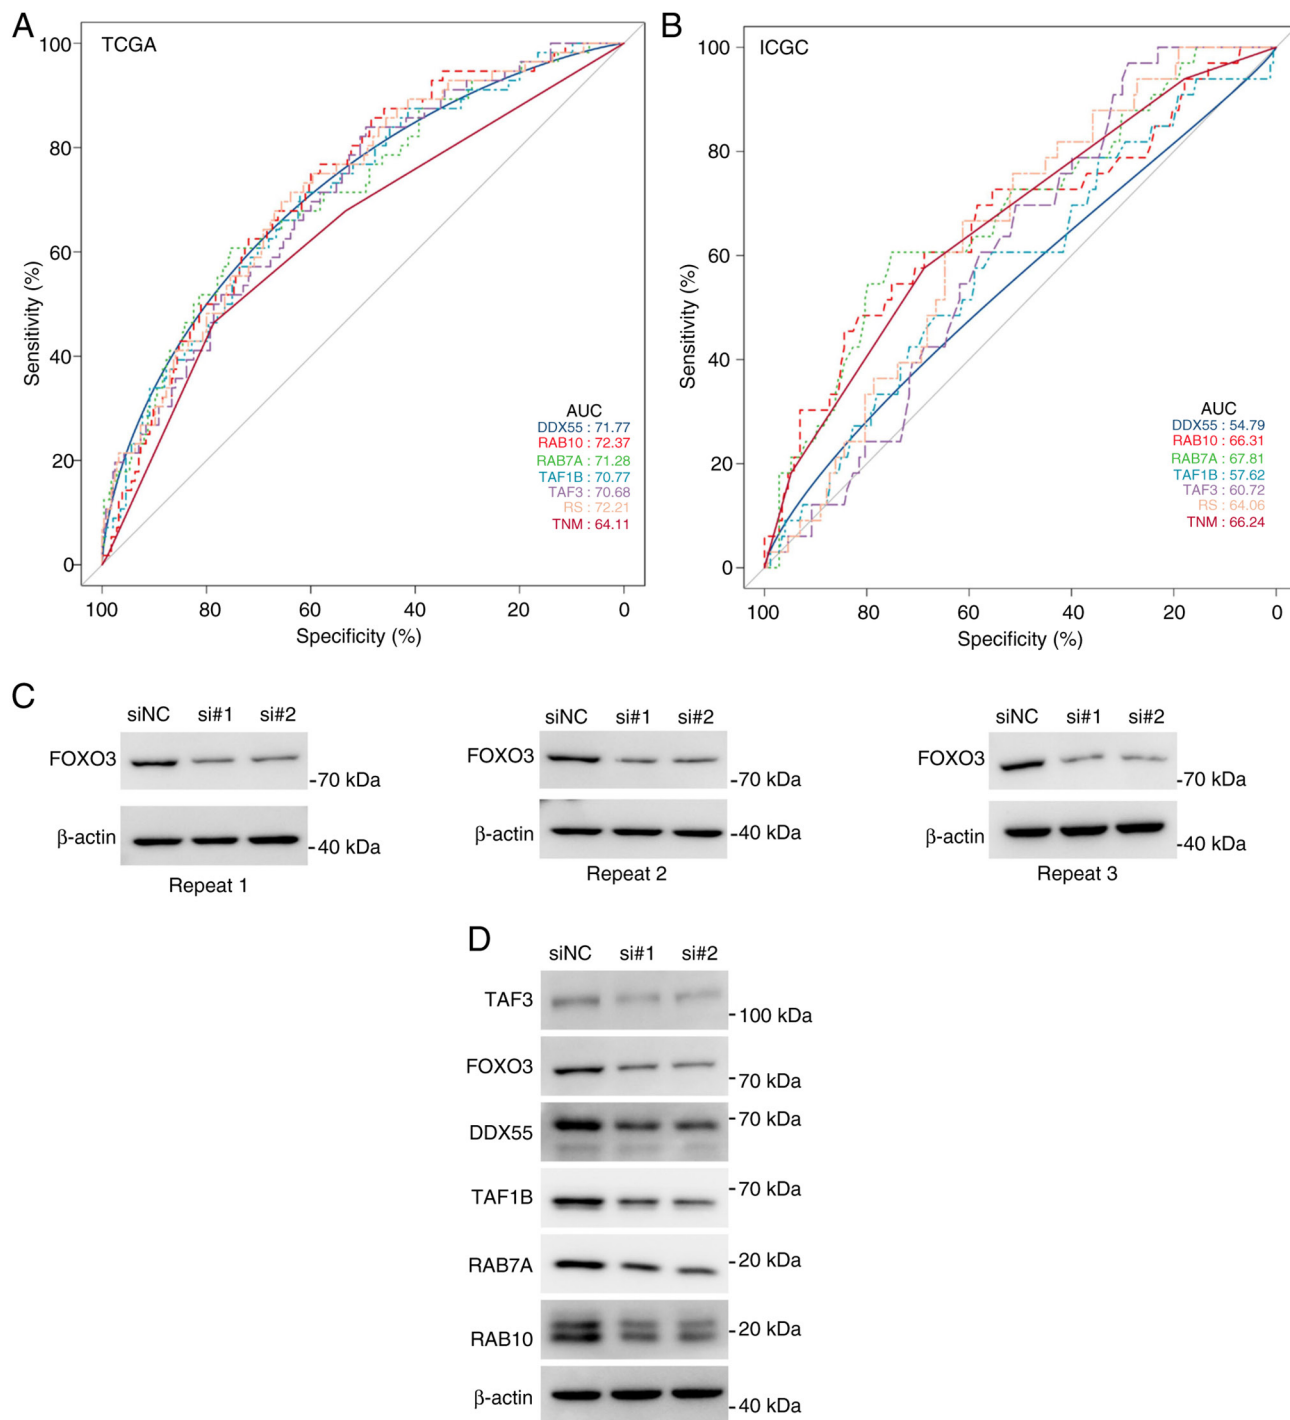 A
TCGA
100
80
60
40
20
0
Sensitivity (%)
AUC
DDX55 : 71.77
RAB10 : 72.37
RAB7A : 71.28
TAF1B : 70.77
TAF3 : 70.68
RS : 72.21
TNM : 64.11
100 80 60 40 20 0
Specificity (%)
B
ICGC
100
80
60
40
20
0
Sensitivity (%)
AUC
DDX55 : 54.79
RAB10 : 66.31
RAB7A : 67.81
TAF1B : 57.62
TAF3 : 60.72
RS : 64.06
TNM : 66.24
100 80 60 40 20 0
Specificity (%)
C
siNC si#1 si#2
FOXO3
-70 kDa
β-actin
-40 kDa
Repeat 1
siNC si#1 si#2
FOXO3
-70 kDa
β-actin
-40 kDa
Repeat 2
siNC si#1 si#2
FOXO3
-70 kDa
β-actin
-40 kDa
Repeat 3
D
siNC si#1 si#2
TAF3
-100 kDa
FOXO3
-70 kDa
DDX55
-70 kDa
TAF1B
-70 kDa
RAB7A
-20 kDa
RAB10
-20 kDa
β-actin
-40 kDa